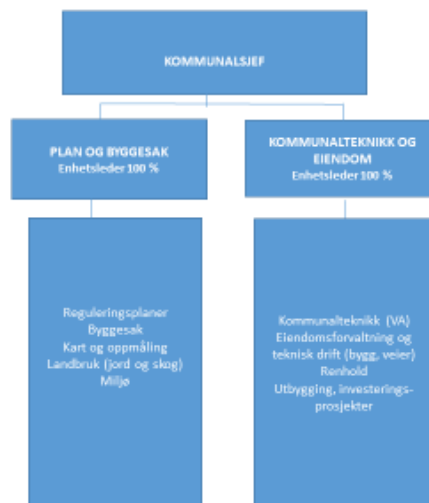 KOMMUNALSJEF
PLAN OG BYGGESAK
Enhetsleder 100 %
KOMMUNALTEKNIKK OG
EIENDOM
Enhetsleder 100 %
Reguleringsplaner
Byggesak
Kart og oppmåling
Landbruk (jord og skog)
Miljø
Kommunalteknikk (VA)
Eiendomsforvaltning og
teknisk drift (bygg, veier)
Renhold
Utbygging, investerings-
prosjekter